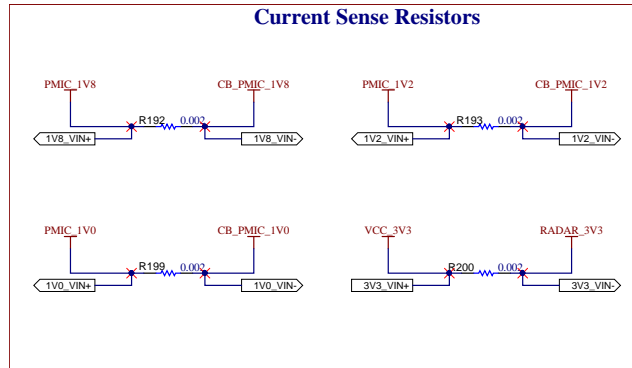 Current Sense Resistors
PMIC_1V8
CB_PMIC_1V8
R192
0.002
1V8_VIN+
1V8_VIN-
PMIC_1V2
CB_PMIC_1V2
R193
0.002
1V2_VIN+
1V2_VIN-
PMIC_1V0
CB_PMIC_1V0
R199
0.002
1V0_VIN+
1V0_VIN-
VCC_3V3
RADAR_3V3
R200
0.002
3V3_VIN+
3V3_VIN-